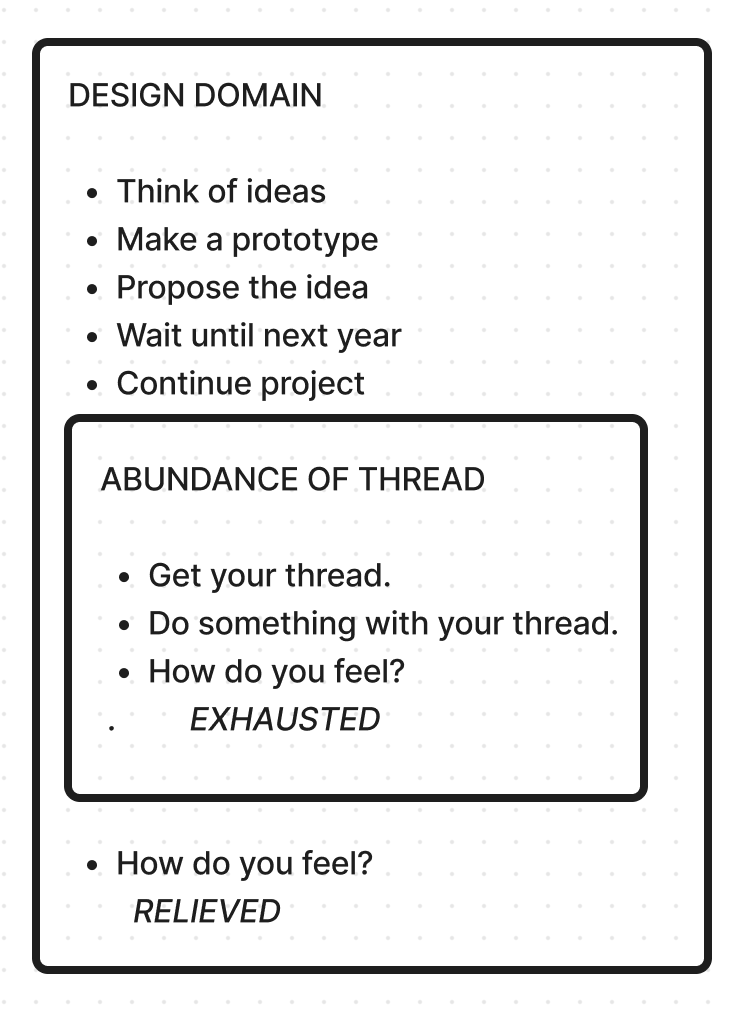 DESIGN DOMAIN
• Think of ideas
• Make a prototype
• Propose the idea
• Wait until next year
• Continue project
ABUNDANCE OF THREAD
• Get your thread.
• Do something with your thread.
• How do you feel?
. EXHAUSTED
• How do you feel?
RELIEVED